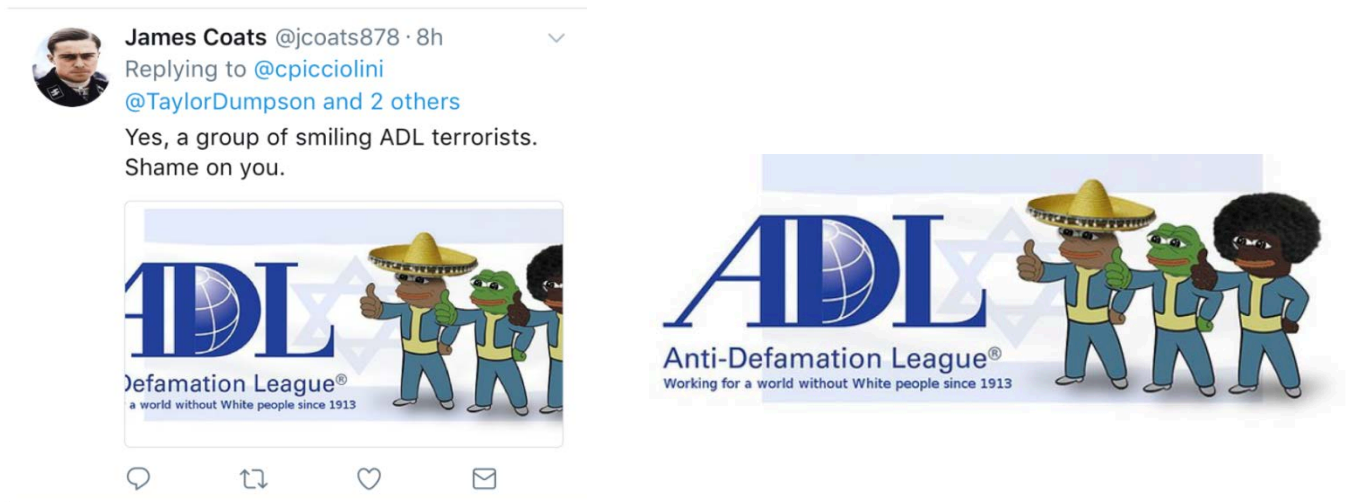 James Coats @jcoats878 · 8h
Replying to @cpicciolini
@TaylorDumpson and 2 others
Yes, a group of smiling ADL terrorists.
Shame on you.
ADL
Defamation League®
a world without White people since 1913
ADL
Anti-Defamation League®
Working for a world without White people since 1913